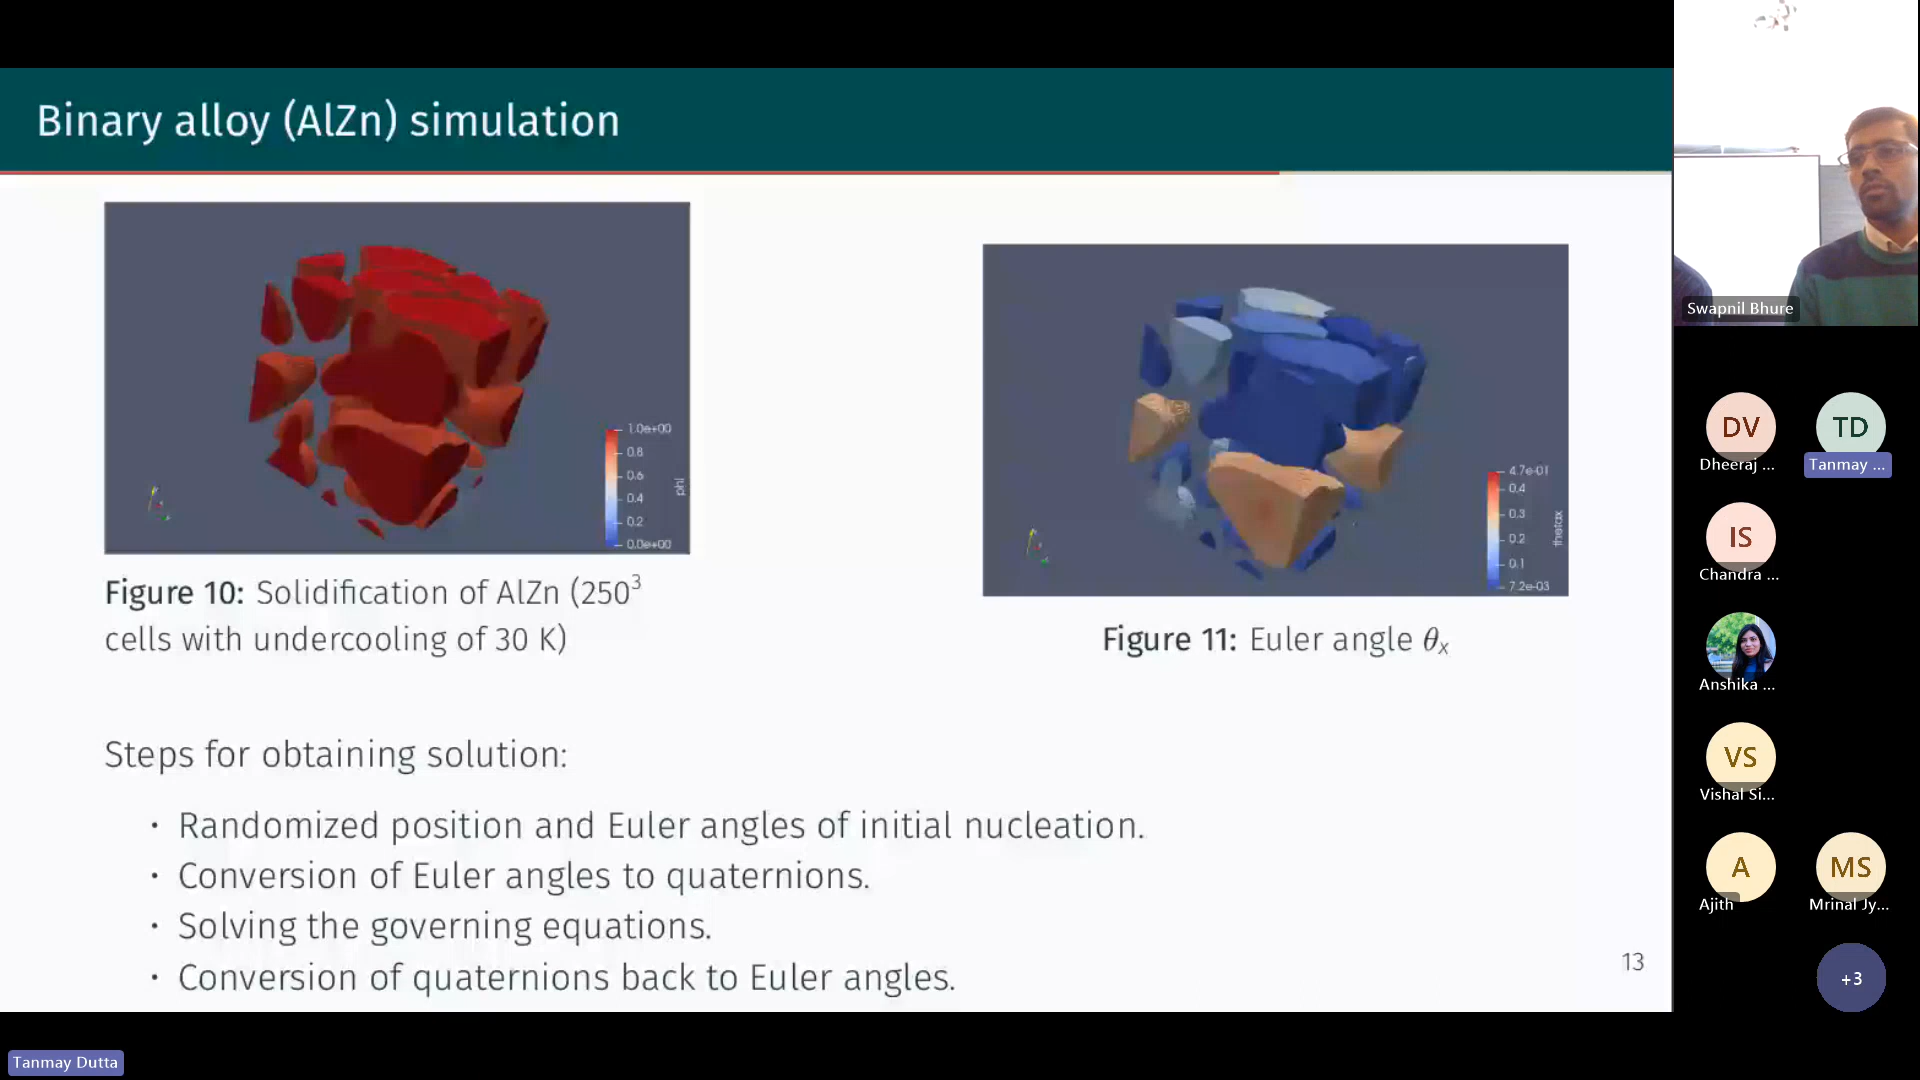 Binary alloy (AlZn) simulation
1.0e+00
0.8
0.6
0.4
0.2
0.0e+00
phi
4.7e-01
0.4
0.3
0.2
0.1
7.2e-03
thetax
Figure 10: Solidification of AlZn (250³
cells with undercooling of 30 K)
Figure 11: Euler angle θₓ
Steps for obtaining solution:
· Randomized position and Euler angles of initial nucleation.
· Conversion of Euler angles to quaternions.
· Solving the governing equations.
· Conversion of quaternions back to Euler angles.
13
Swapnil Bhure
DV
Dheeraj ...
TD
Tanmay ...
IS
Chandra ...
Anshika ...
VS
Vishal Si...
A
Ajith
MS
Mrinal Jy...
+3
Tanmay Dutta